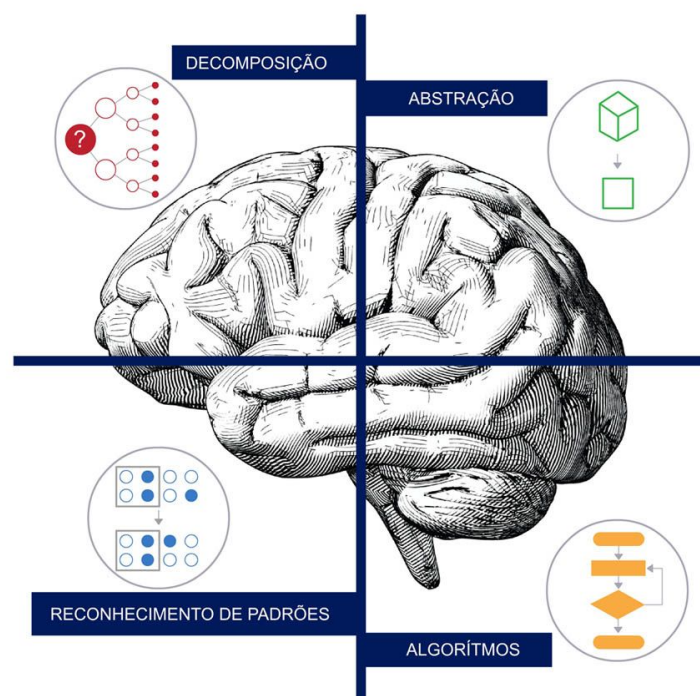 DECOMPOSIÇÃO
ABSTRAÇÃO
?
RECONHECIMENTO DE PADRÕES
ALGORÍTMOS